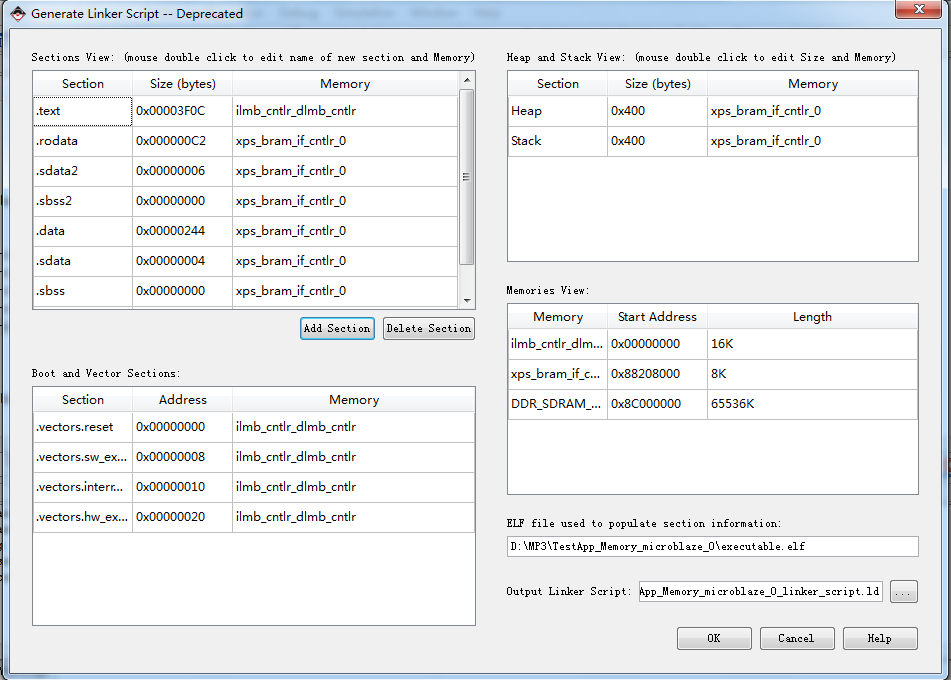 Generate Linker Script -- Deprecated
Sections View: (mouse double click to edit name of new section and Memory)
Section Size (bytes) Memory
.text 0x00003F0C ilmb_cntlr_dlmb_cntlr
.rodata 0x000000C2 xps_bram_if_cntlr_0
.sdata2 0x00000006 xps_bram_if_cntlr_0
.sbss2 0x00000000 xps_bram_if_cntlr_0
.data 0x00000244 xps_bram_if_cntlr_0
.sdata 0x00000004 xps_bram_if_cntlr_0
.sbss 0x00000000 xps_bram_if_cntlr_0
Add Section Delete Section
Boot and Vector Sections:
Section Address Memory
.vectors.reset 0x00000000 ilmb_cntlr_dlmb_cntlr
.vectors.sw_ex... 0x00000008 ilmb_cntlr_dlmb_cntlr
.vectors.interr... 0x00000010 ilmb_cntlr_dlmb_cntlr
.vectors.hw_ex... 0x00000020 ilmb_cntlr_dlmb_cntlr
Heap and Stack View: (mouse double click to edit Size and Memory)
Section Size (bytes) Memory
Heap 0x400 xps_bram_if_cntlr_0
Stack 0x400 xps_bram_if_cntlr_0
Memories View:
Memory Start Address Length
ilmb_cntlr_dlm... 0x00000000 16K
xps_bram_if_c... 0x88208000 8K
DDR_SDRAM_... 0x8C000000 65536K
ELF file used to populate section information:
D:\MP3\TestApp_Memory_microblaze_0\executable.elf
Output Linker Script: App_Memory_microblaze_0_linker_script.ld ...
OK Cancel Help